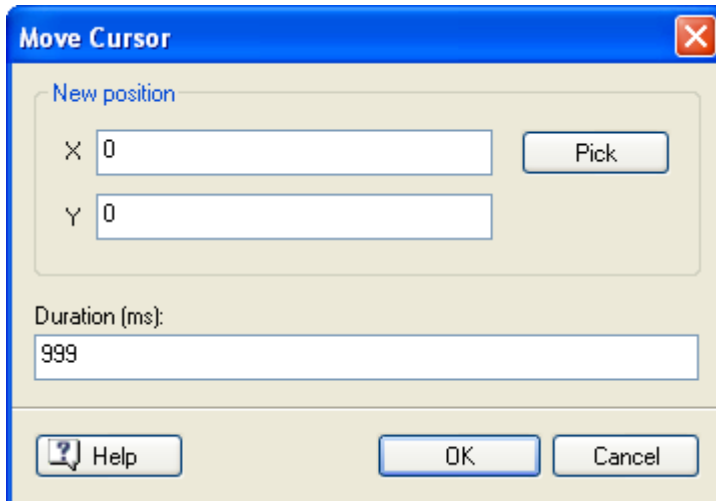 Move Cursor
New position
X 0 Pick
Y 0
Duration (ms):
999
Help OK Cancel